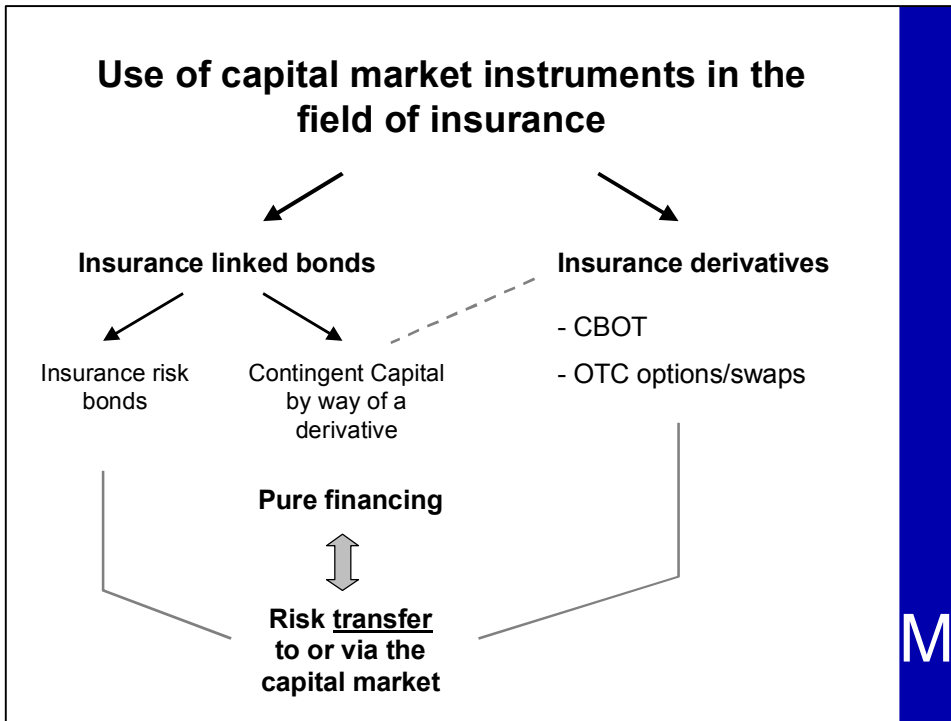 Use of capital market instruments in the
field of insurance
Insurance linked bonds
Insurance derivatives
- CBOT
- OTC options/swaps
Insurance risk
bonds
Contingent Capital
by way of a
derivative
Pure financing
Risk transfer
to or via the
capital market
M